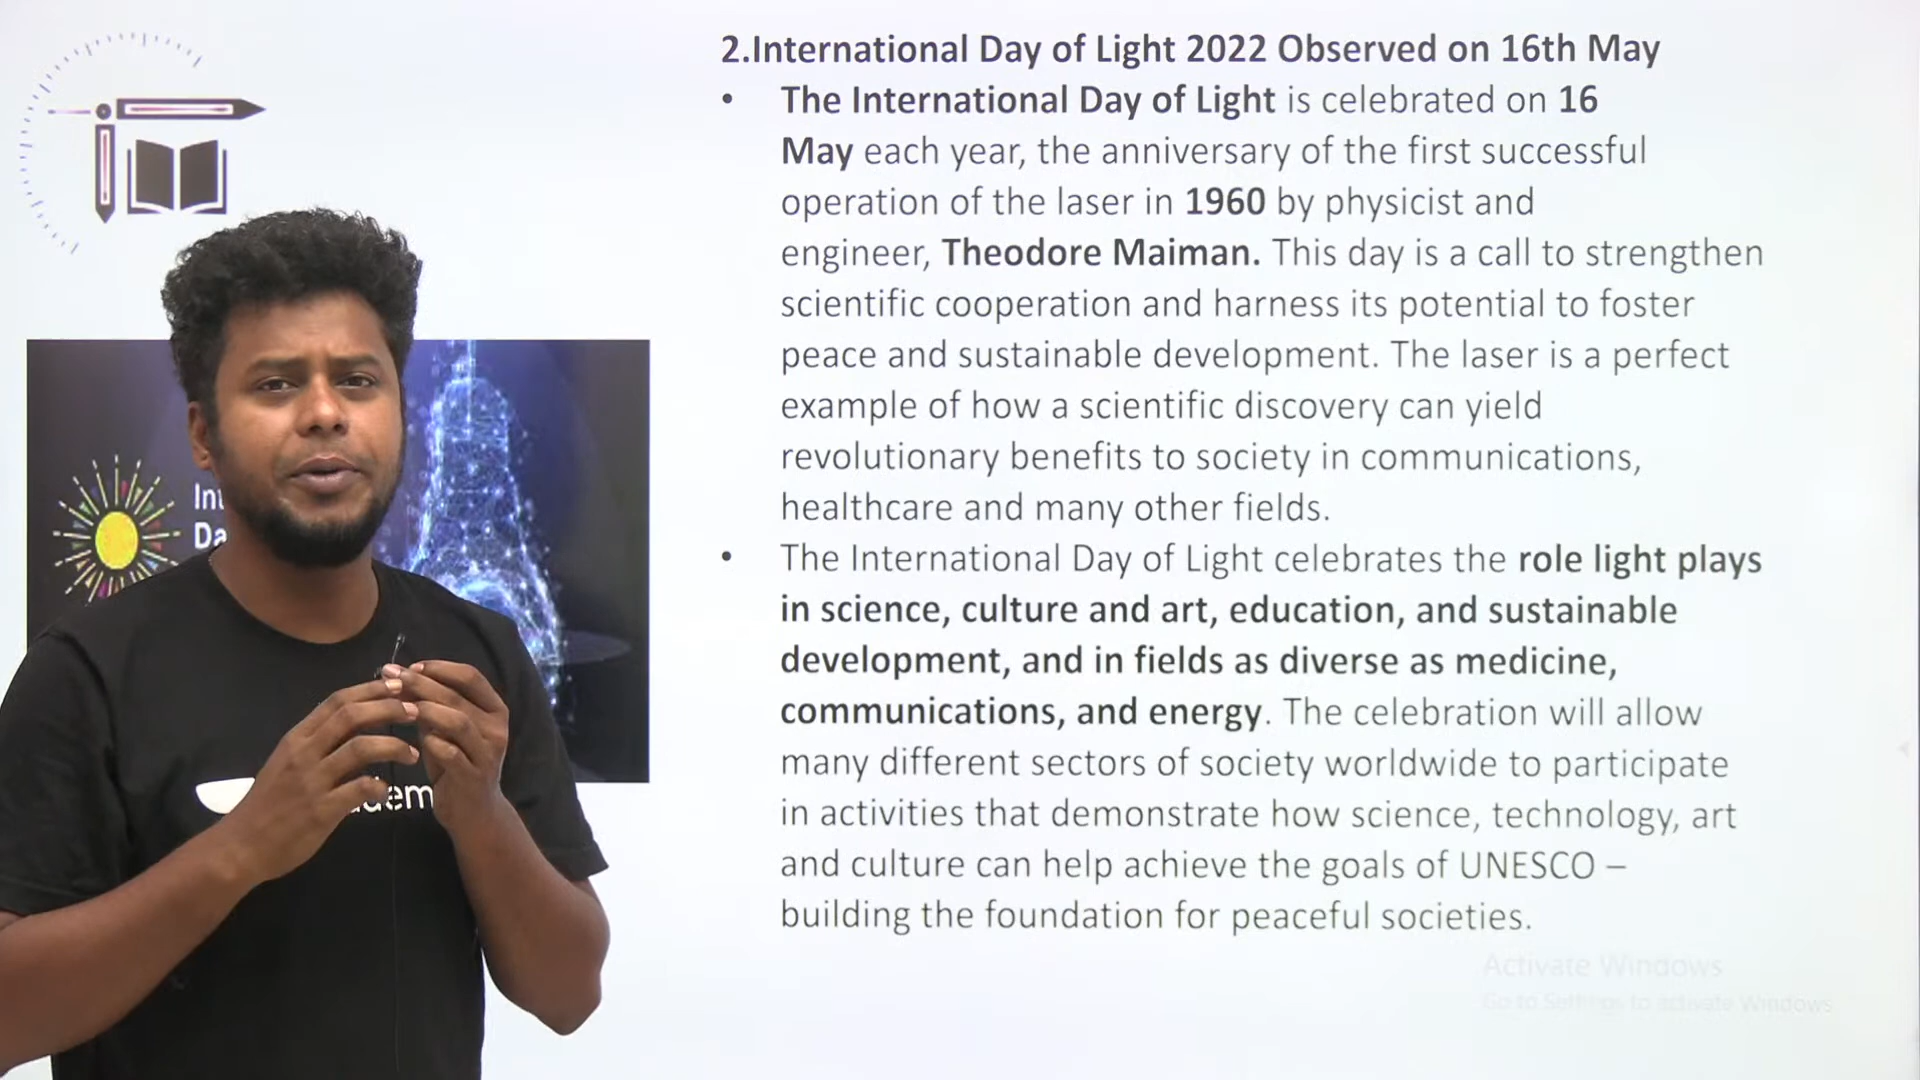 2.International Day of Light 2022 Observed on 16th May
• The International Day of Light is celebrated on 16
May each year, the anniversary of the first successful
operation of the laser in 1960 by physicist and
engineer, Theodore Maiman. This day is a call to strengthen
scientific cooperation and harness its potential to foster
peace and sustainable development. The laser is a perfect
example of how a scientific discovery can yield
revolutionary benefits to society in communications,
healthcare and many other fields.
• The International Day of Light celebrates the role light plays
in science, culture and art, education, and sustainable
development, and in fields as diverse as medicine,
communications, and energy. The celebration will allow
many different sectors of society worldwide to participate
in activities that demonstrate how science, technology, art
and culture can help achieve the goals of UNESCO –
building the foundation for peaceful societies.
Activate Windows
Go to Settings to activate Windows